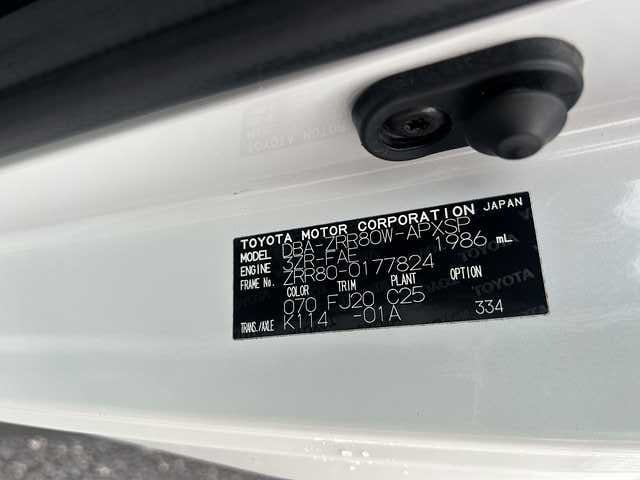 TOYOTA MOTOR CORPORATION JAPAN
MODEL DBA-ZRR80W-APXSP
ENGINE 3ZR-FAE 1986 mL
FRAME No. ZRR80-0177824
COLOR TRIM PLANT OPTION
070 FJ20 C25
TRANS./AXLE K114 -01A 334